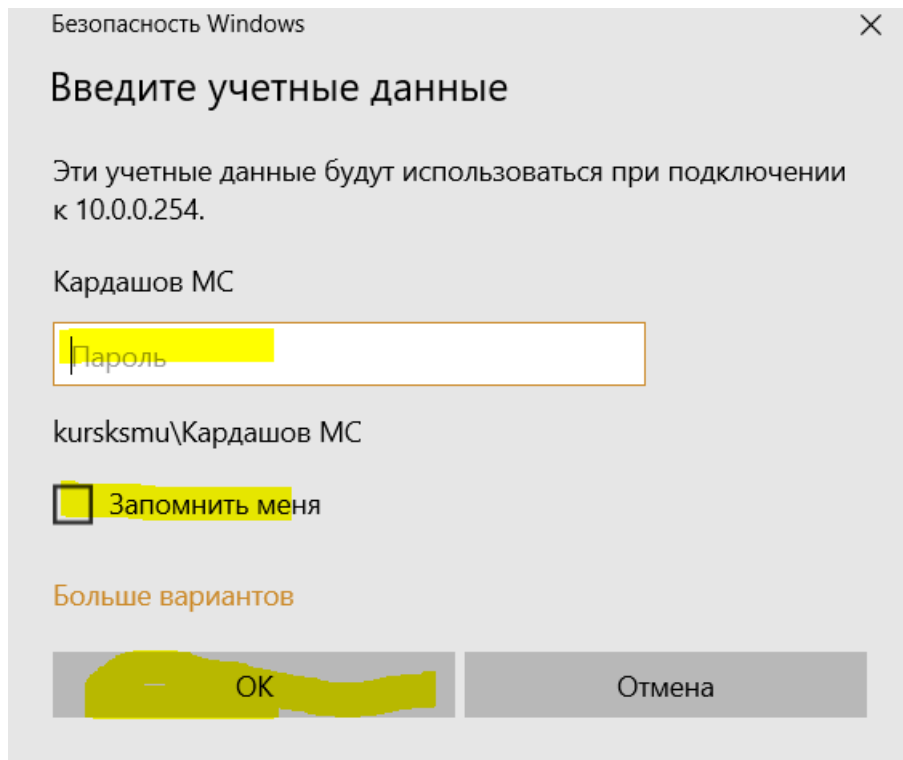 Безопасность Windows
Введите учетные данные
Эти учетные данные будут использоваться при подключении
к 10.0.0.254.
Кардашов МС
Пароль
kursksmu\Кардашов МС
Запомнить меня
Больше вариантов
ОК
Отмена